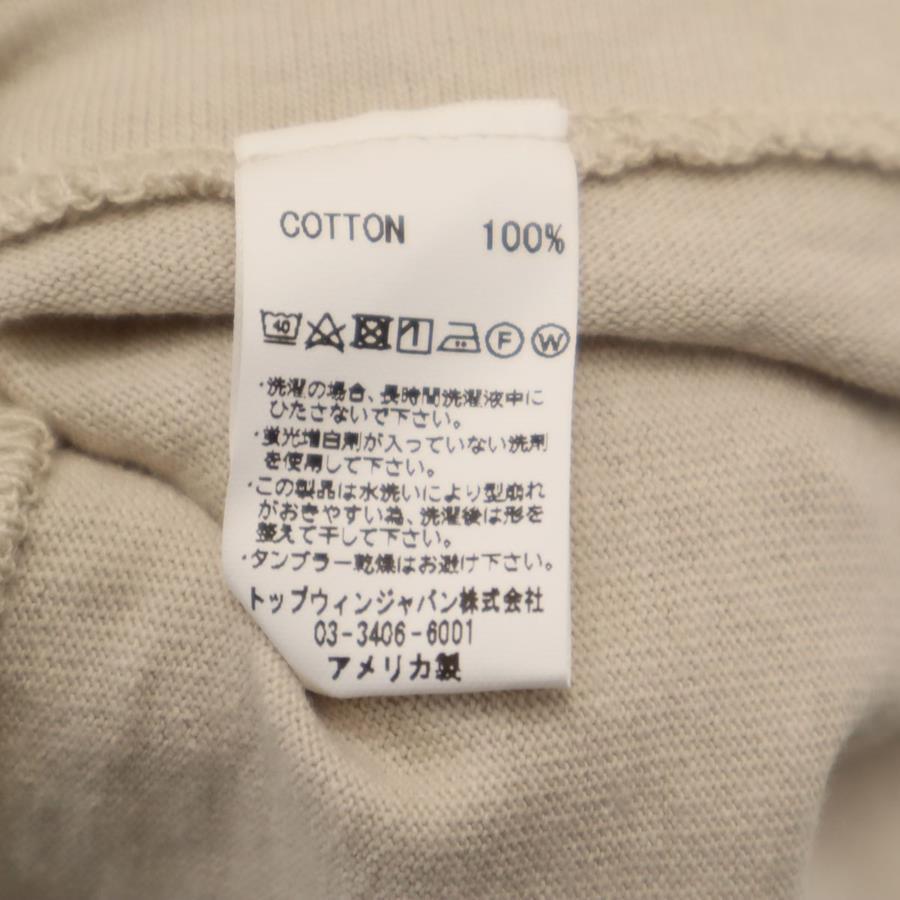 COTTON 100%
40 F W
・洗濯の場合、長時間洗濯液中に
ひたさないで下さい。
・蛍光増白剤が入っていない洗剤
を使用して下さい。
・この製品は水洗いにより型崩れ
がおきやすい為、洗濯後は形を
整えて干して下さい。
・タンブラー乾燥はお避け下さい。
トップウィンジャパン株式会社
03-3406-6001
アメリカ製